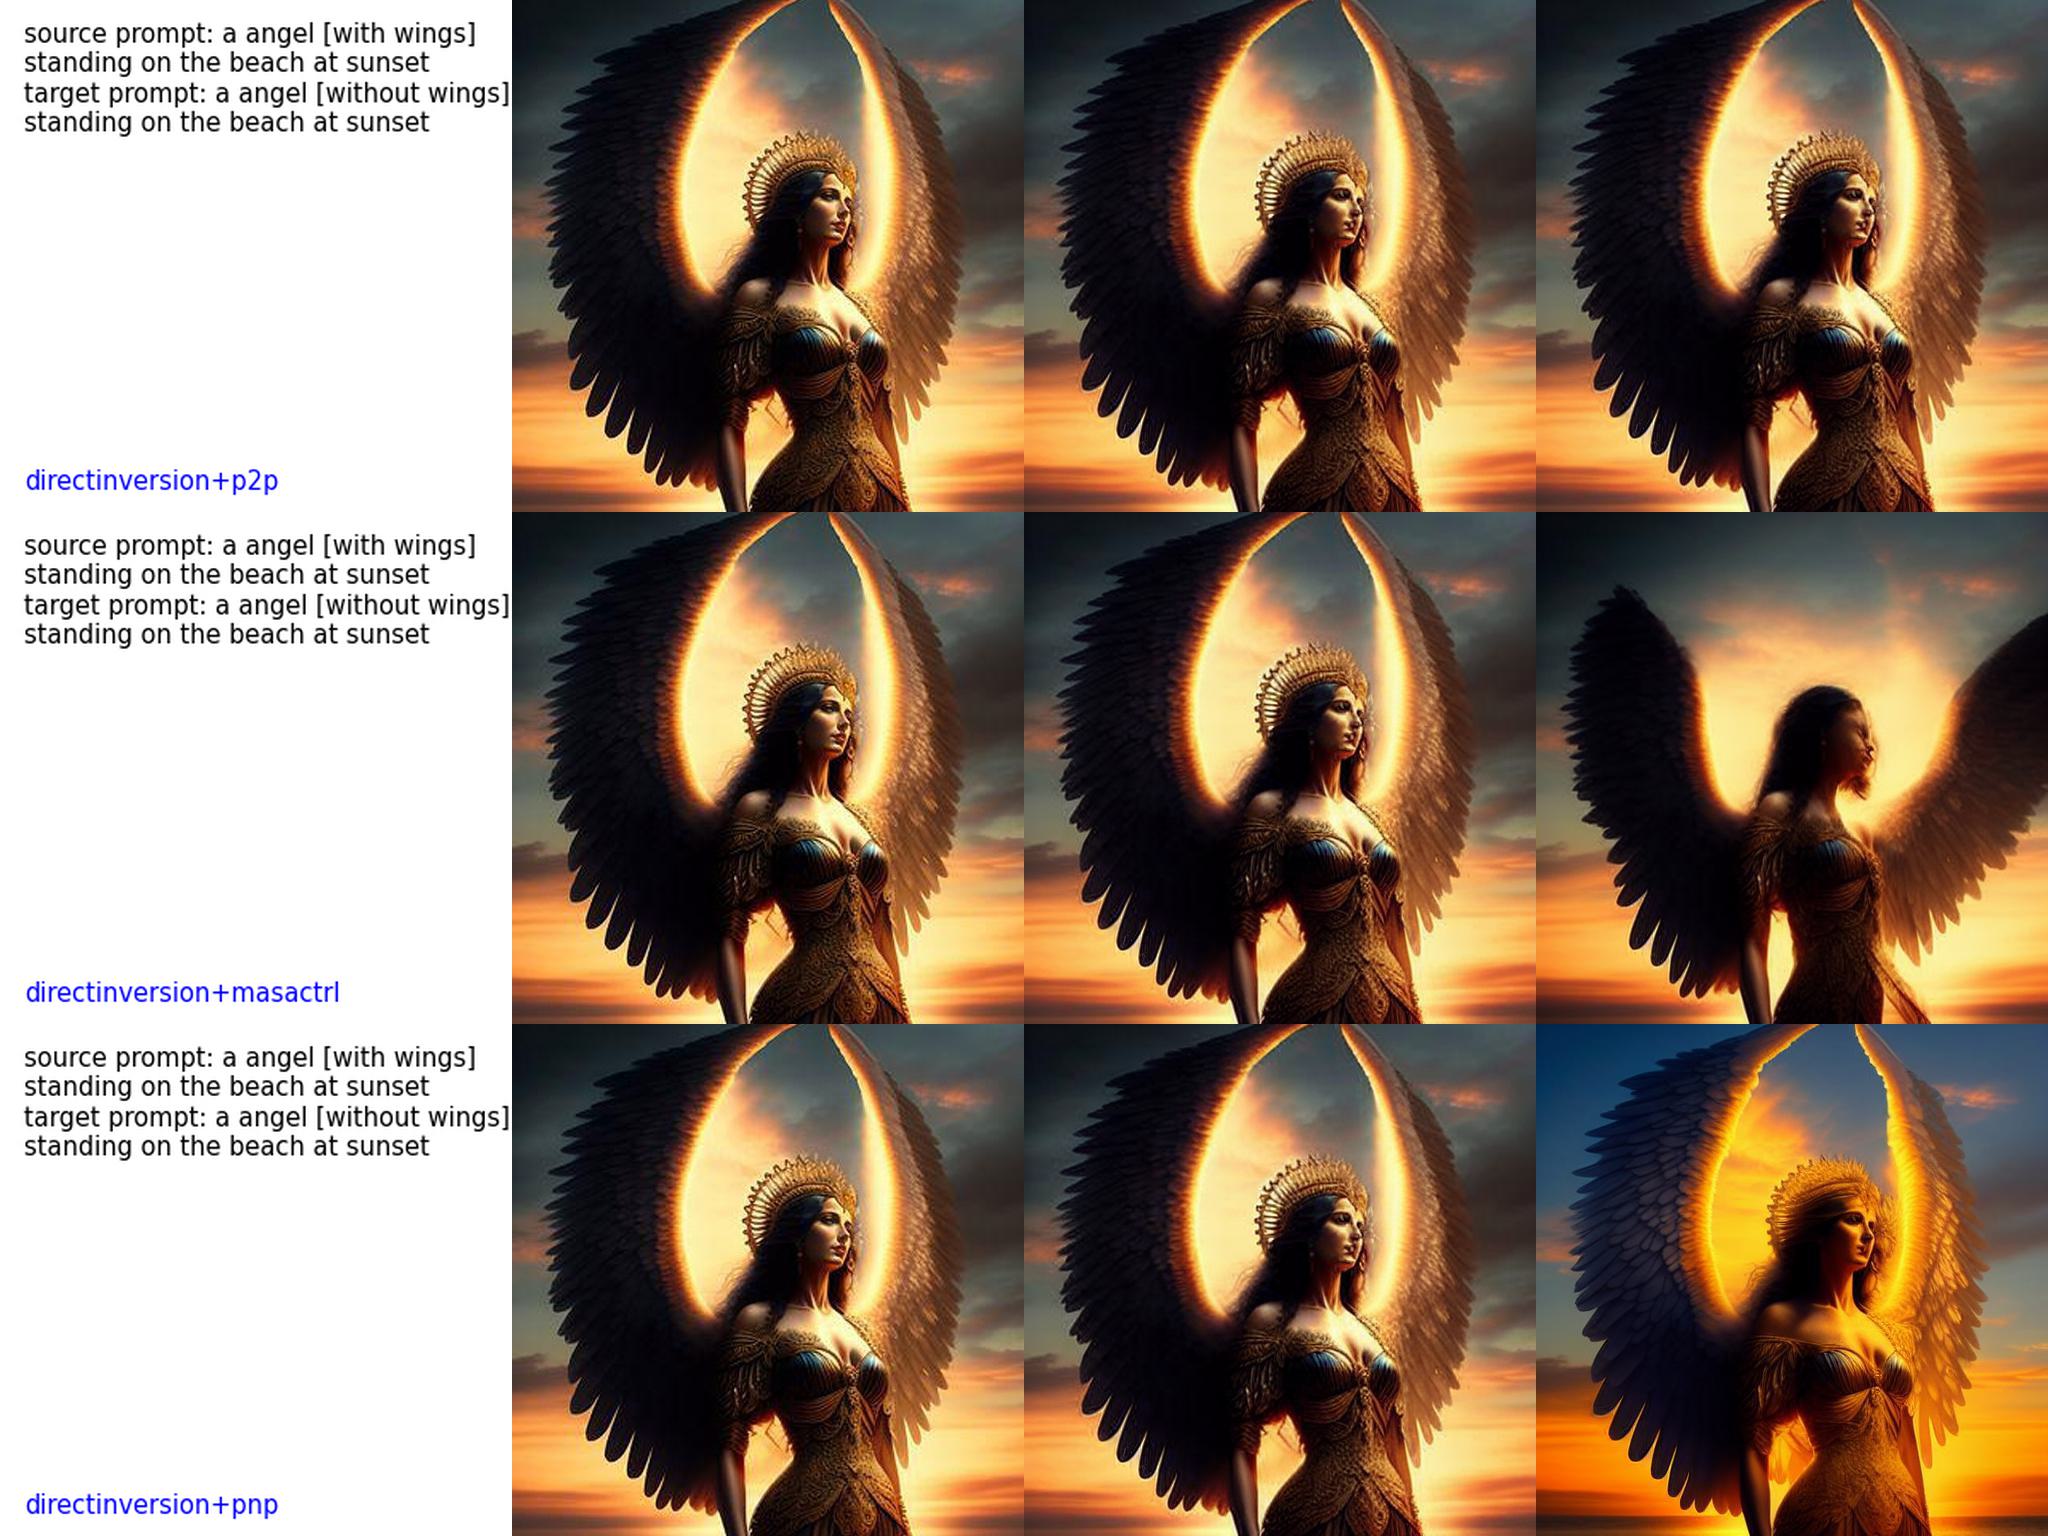 source prompt: a angel [with wings]
standing on the beach at sunset
target prompt: a angel [without wings]
standing on the beach at sunset
directinversion+p2p
source prompt: a angel [with wings]
standing on the beach at sunset
target prompt: a angel [without wings]
standing on the beach at sunset
directinversion+masactrl
source prompt: a angel [with wings]
standing on the beach at sunset
target prompt: a angel [without wings]
standing on the beach at sunset
directinversion+pnp